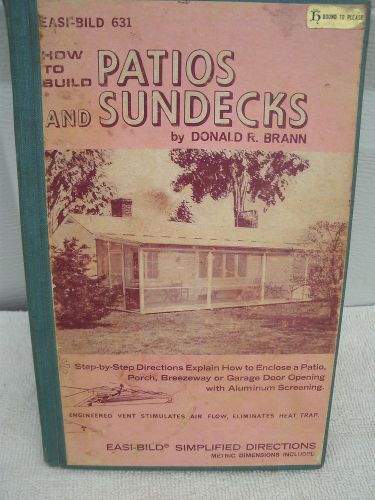 EASI-BILD 631
BOUND TO PLEASE
HOW
TO
BUILD PATIOS
AND SUNDECKS
by DONALD R. BRANN
Step-by-Step Directions Explain How to Enclose a Patio,
Porch, Breezeway or Garage Door Opening
with Aluminum Screening.
ENGINEERED VENT STIMULATES AIR FLOW, ELIMINATES HEAT TRAP.
EASI-BILD® SIMPLIFIED DIRECTIONS
METRIC DIMENSIONS INCLUDED